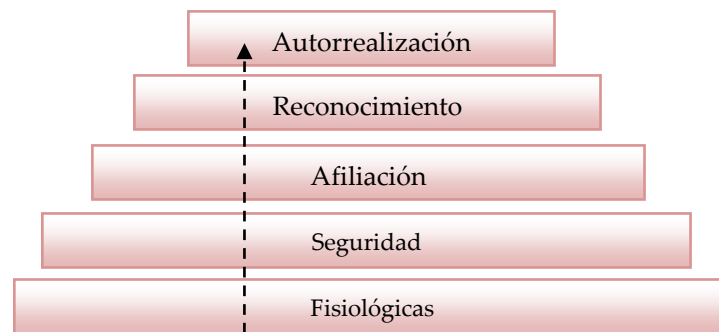 Autorrealización
Reconocimiento
Afiliación
Seguridad
Fisiológicas